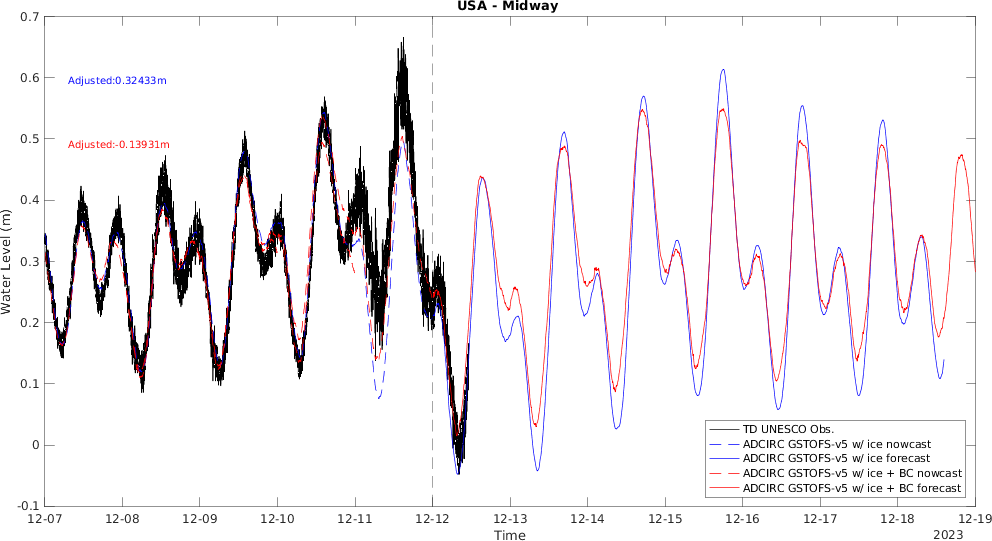 USA - Midway
0.7
0.6
0.5
0.4
0.3
0.2
0.1
0
-0.1
Water Level (m)
Adjusted:0.32433m
Adjusted:-0.13931m
TD UNESCO Obs.
ADCIRC GSTOFS-v5 w/ ice nowcast
ADCIRC GSTOFS-v5 w/ ice forecast
ADCIRC GSTOFS-v5 w/ ice + BC nowcast
ADCIRC GSTOFS-v5 w/ ice + BC forecast
12-07 12-08 12-09 12-10 12-11 12-12 12-13 12-14 12-15 12-16 12-17 12-18 12-19
Time
2023